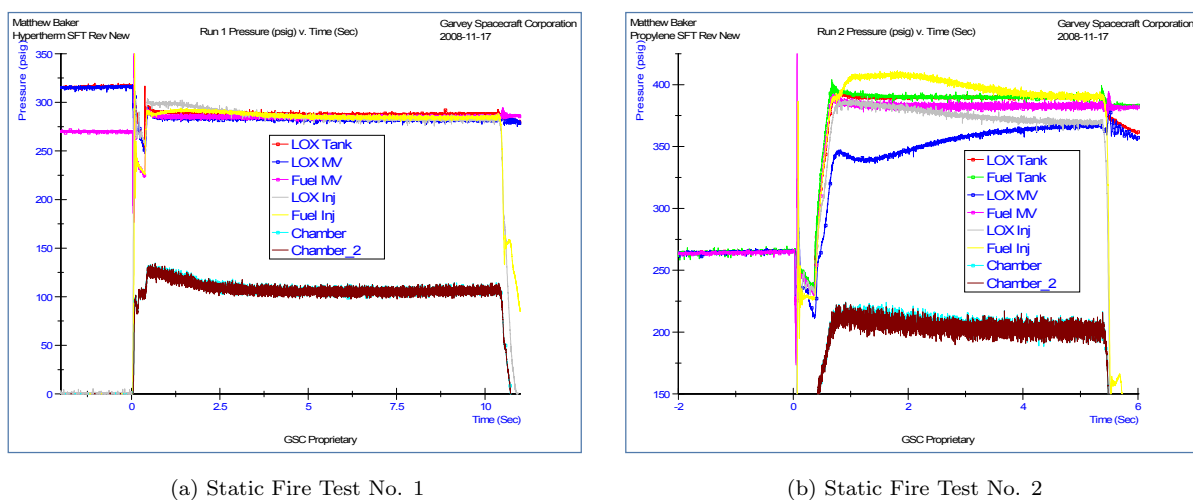 Matthew Baker
Hypertherm SFT Rev New
Run 1 Pressure (psig) v. Time (Sec)
Garvey Spacecraft Corporation
2008-11-17
Pressure (psig)
350
300
250
200
150
100
50
0
LOX Tank
LOX MV
Fuel MV
LOX Inj
Fuel Inj
Chamber
Chamber_2
0
2.5
5
7.5
10
Time (Sec)
GSC Proprietary
(a) Static Fire Test No. 1
Matthew Baker
Propylene SFT Rev New
Run 2 Pressure (psig) v. Time (Sec)
Garvey Spacecraft Corporation
2008-11-17
Pressure (psig)
400
350
300
250
200
150
LOX Tank
Fuel Tank
LOX MV
Fuel MV
LOX Inj
Fuel Inj
Chamber
Chamber_2
-2
0
2
4
6
Time (Sec)
GSC Proprietary
(b) Static Fire Test No. 2